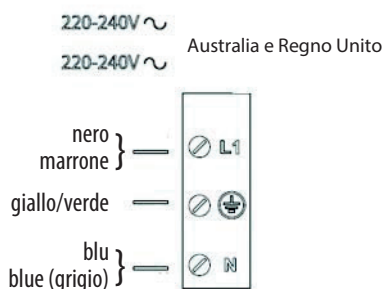 220-240V ~
220-240V ~
Australia e Regno Unito
nero
marrone
L1
giallo/verde
blu
blue (grigio)
N